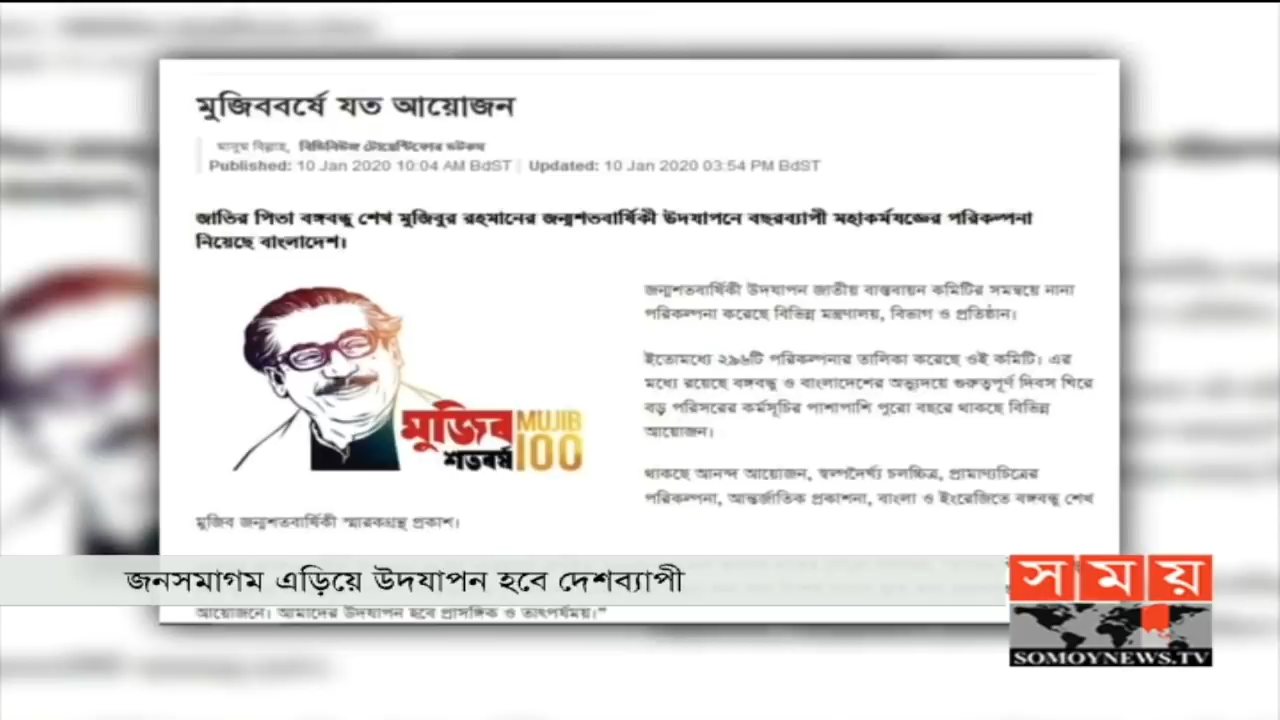 মুজিববর্ষে যত আয়োজন
মাসুম বিল্লাহ, বিডিনিউজ টোয়েন্টিফোর ডটকম
Published: 10 Jan 2020 10:04 AM BdST Updated: 10 Jan 2020 03:54 PM BdST
জাতির পিতা বঙ্গবন্ধু শেখ মুজিবুর রহমানের জন্মশতবার্ষিকী উদযাপনে বছরব্যাপী মহাকর্মযজ্ঞের পরিকল্পনা
নিয়েছে বাংলাদেশ।
জন্মশতবার্ষিকী উদযাপন জাতীয় বাস্তবায়ন কমিটির সমন্বয়ে নানা
পরিকল্পনা করেছে বিভিন্ন মন্ত্রণালয়, বিভাগ ও প্রতিষ্ঠান।
ইতোমধ্যে ২৯৬টি পরিকল্পনার তালিকা করেছে ওই কমিটি। এর
মধ্যে রয়েছে বঙ্গবন্ধু ও বাংলাদেশের অভ্যুদয়ে গুরুত্বপূর্ণ দিবস ঘিরে
বড় পরিসরের কর্মসূচির পাশাপাশি পুরো বছরে থাকছে বিভিন্ন
আয়োজন।
মুজিব MUJIB
শতবর্ষ 100
থাকছে আনন্দ আয়োজন, স্বল্পদৈর্ঘ্য চলচ্চিত্র, প্রামাণ্যচিত্রের
পরিকল্পনা, আন্তর্জাতিক প্রকাশনা, বাংলা ও ইংরেজিতে বঙ্গবন্ধু শেখ
মুজিব জন্মশতবার্ষিকী স্মারকগ্রন্থ প্রকাশ।
জনসমাগম এড়িয়ে উদযাপন হবে দেশব্যাপী
আয়োজনে। আমাদের উদযাপন হবে প্রাসঙ্গিক ও তাৎপর্যময়।”
সময়
SOMOYNEWS.TV